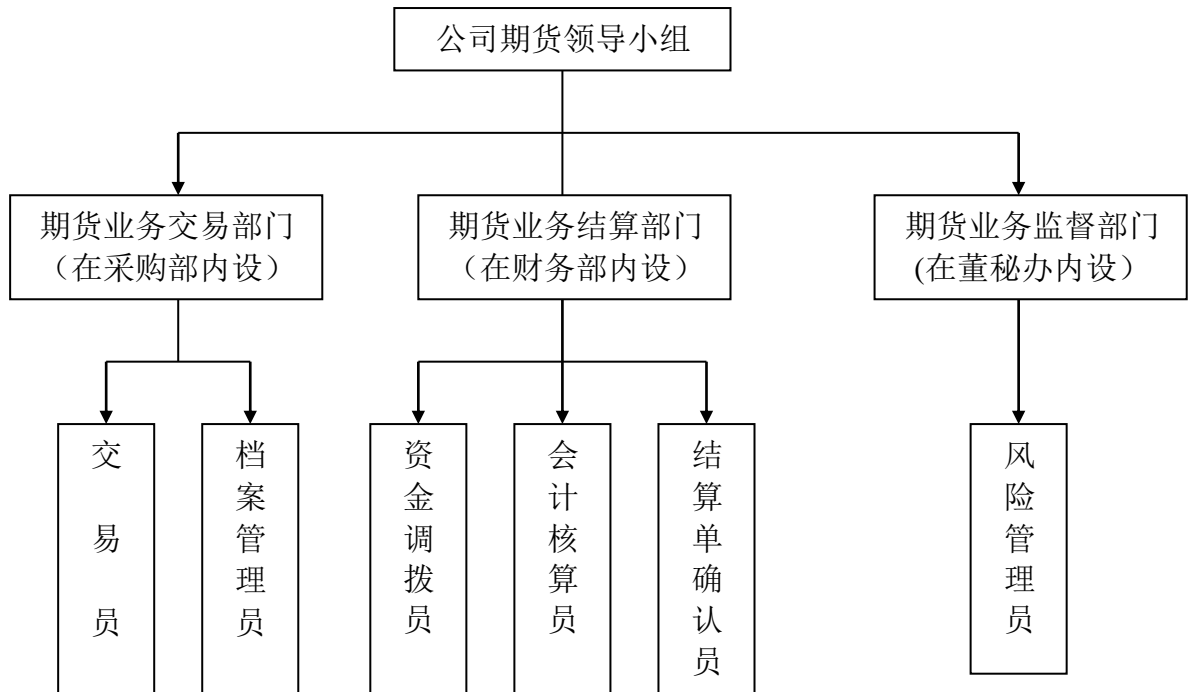 公司期货领导小组
期货业务交易部门
（在采购部内设）
期货业务结算部门
（在财务部内设）
期货业务监督部门
(在董秘办内设）
交易员
档案管理员
资金调拨员
会计核算员
结算单确认员
风险管理员